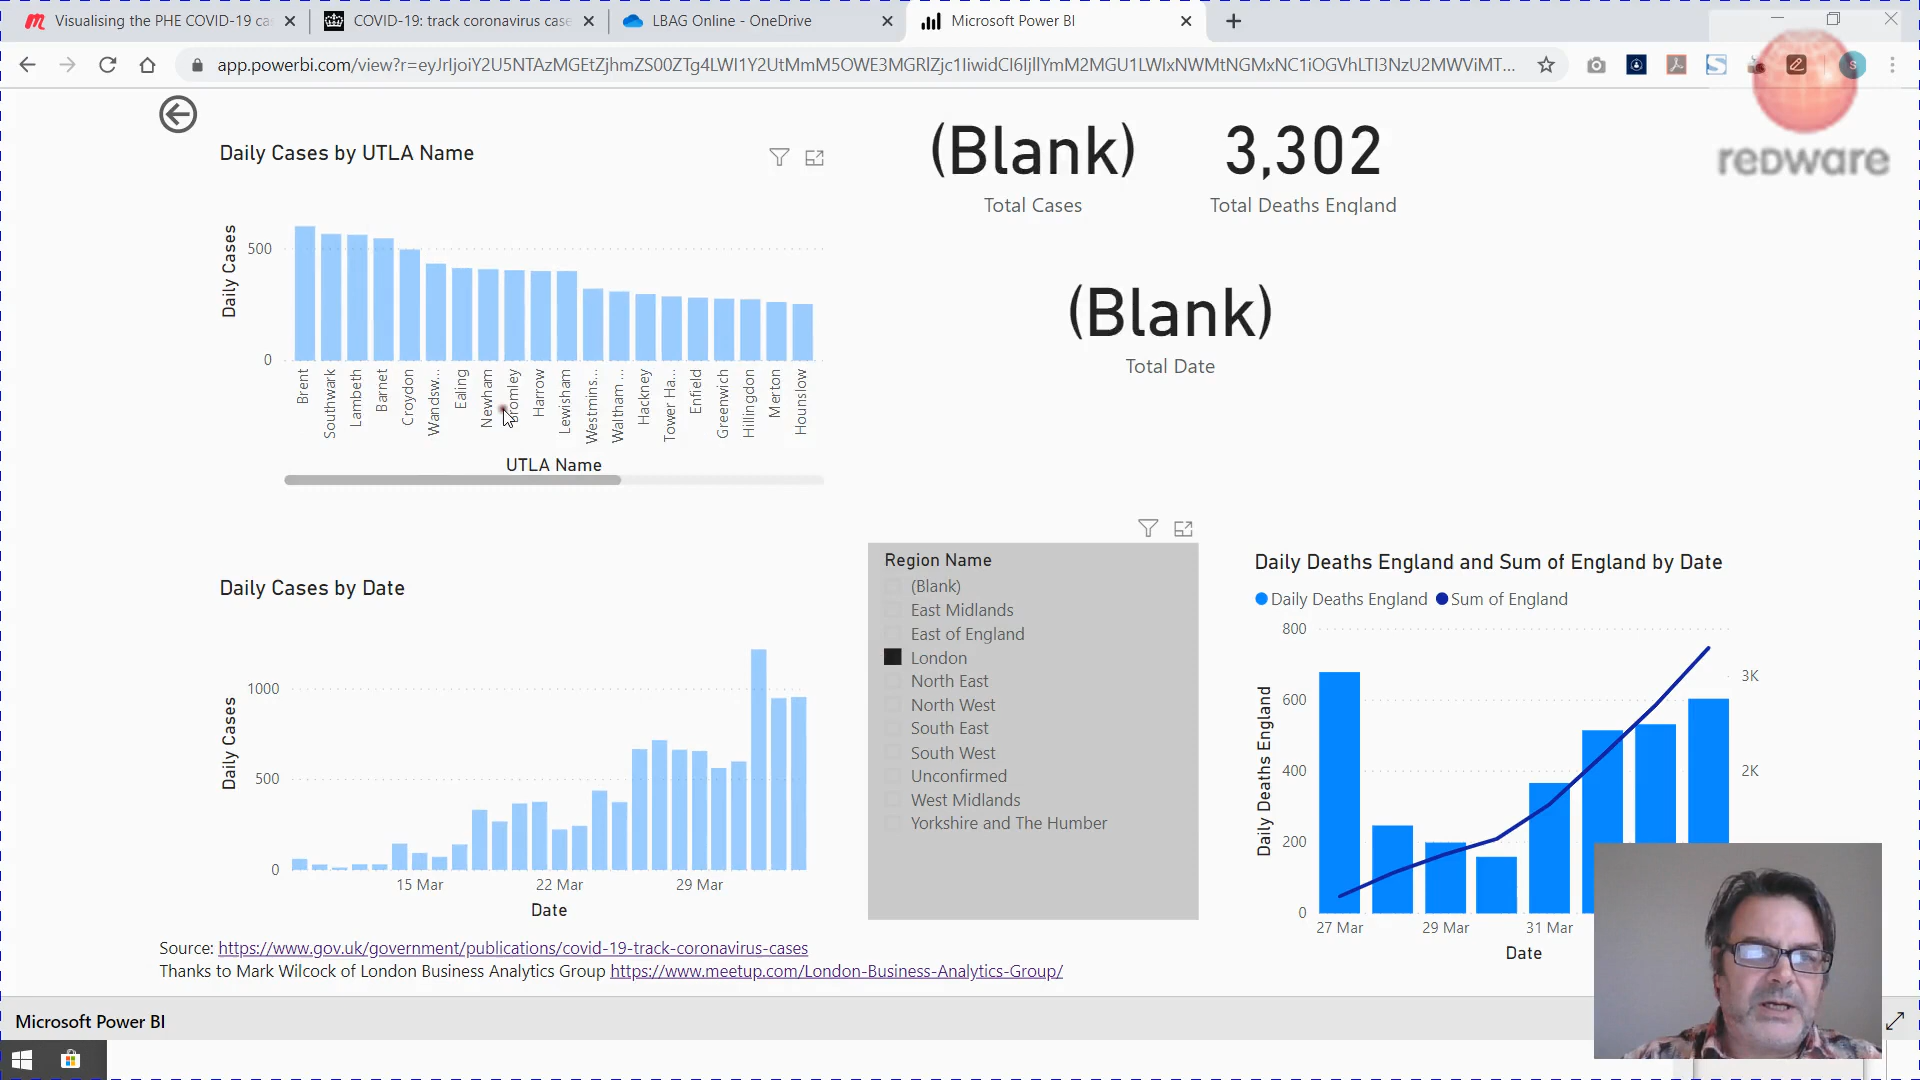 Visualising the PHE COVID-19 ca
COVID-19: track coronavirus case
LBAG Online - OneDrive
Microsoft Power BI
redware
Daily Cases by UTLA Name
Daily Cases
500
0
Brent
Southwark
Lambeth
Barnet
Croydon
Wandsw...
Ealing
Newham
Bromley
Harrow
Lewisham
Westmins...
Waltham ...
Hackney
Tower Ha...
Enfield
Greenwich
Hillingdon
Merton
Hounslow
UTLA Name
(Blank)
Total Cases
3,302
Total Deaths England
(Blank)
Total Date
Daily Cases by Date
Daily Cases
1000
500
0
15 Mar
22 Mar
29 Mar
Date
Region Name
(Blank)
East Midlands
East of England
London
North East
North West
South East
South West
Unconfirmed
West Midlands
Yorkshire and The Humber
Daily Deaths England and Sum of England by Date
Daily Deaths England Sum of England
Daily Deaths England
800
600
400
200
0
3K
2K
27 Mar
29 Mar
31 Mar
Date
Source: https://www.gov.uk/government/publications/covid-19-track-coronavirus-cases
Thanks to Mark Wilcock of London Business Analytics Group https://www.meetup.com/London-Business-Analytics-Group/
Microsoft Power BI